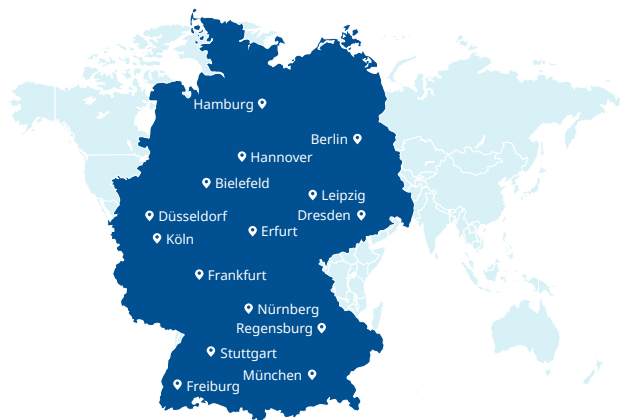 Hamburg
Berlin
Hannover
Bielefeld
Leipzig
Düsseldorf
Dresden
Köln
Erfurt
Frankfurt
Nürnberg
Regensburg
Stuttgart
München
Freiburg